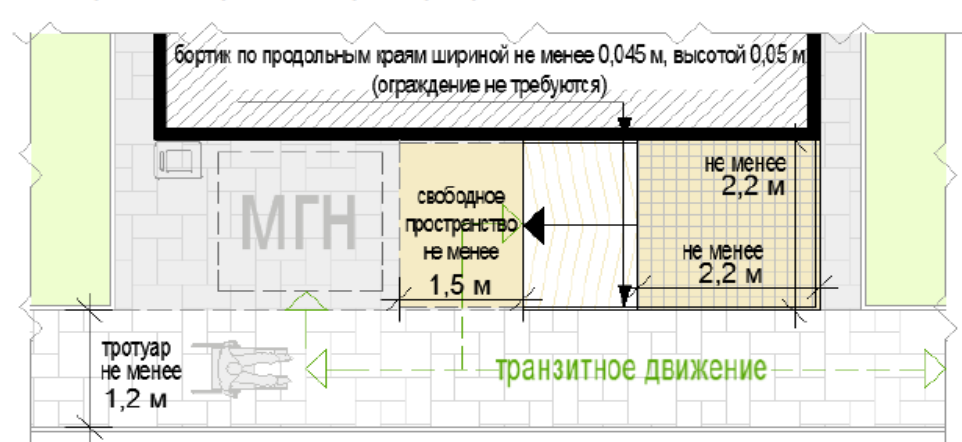 бортик по продольным краям шириной не менее 0,045 м, высотой 0,05 м
(ограждение не требуются)
не менее
2,2 м
МГН
свободное
пространство
не менее
1,5 м
не менее
2,2 м
тротуар
не менее
1,2 м
транзитное движение